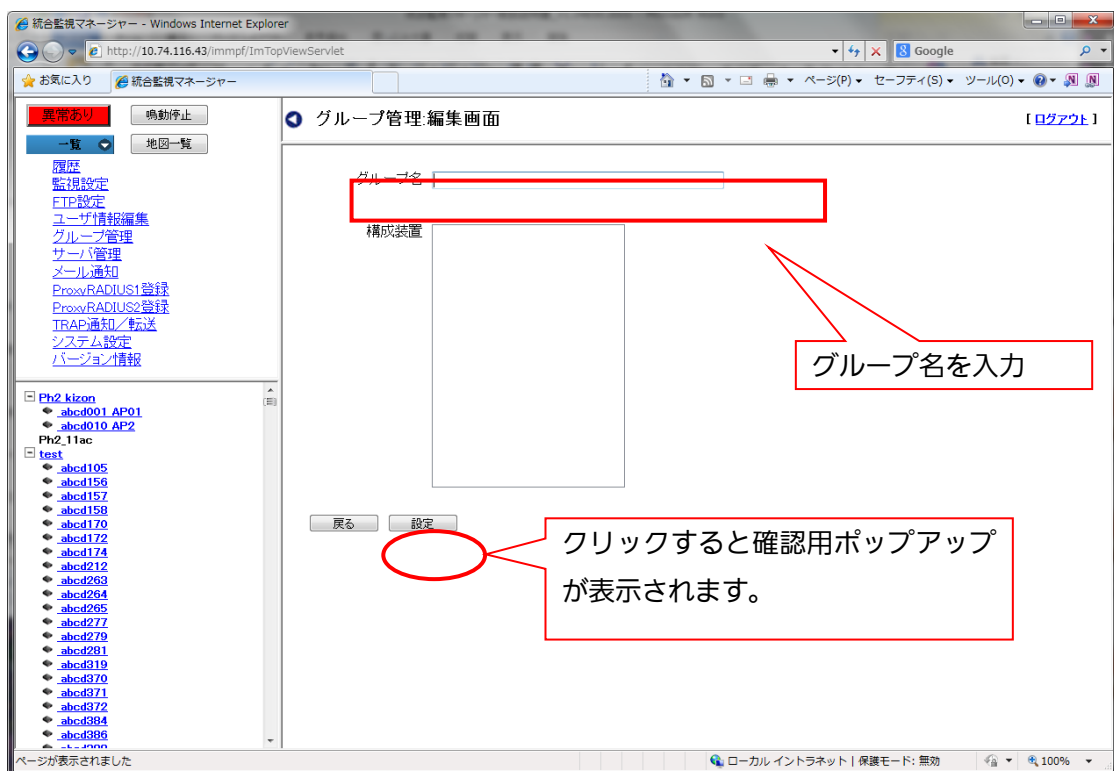 統合監視マネージャー - Windows Internet Explorer
http://10.74.116.43/immpf/ImTopViewServlet
Google
お気に入り
統合監視マネージャー
ページ(P)
セーフティ(S)
ツール(O)
異常あり
鳴動停止
一覧
地図一覧
履歴
監視設定
FTP設定
ユーザ情報編集
グループ管理
サーバ管理
メール通知
ProxyRADIUS1登録
ProxyRADIUS2登録
TRAP通知／転送
システム設定
バージョン情報
Ph2 kizon
abcd001 AP01
abcd010 AP2
Ph2_11ac
test
abcd105
abcd156
abcd157
abcd158
abcd170
abcd172
abcd174
abcd212
abcd263
abcd264
abcd265
abcd277
abcd279
abcd281
abcd319
abcd370
abcd371
abcd372
abcd384
abcd386
グループ管理:編集画面
[ ログアウト ]
グループ名
構成装置
グループ名を入力
戻る
設定
クリックすると確認用ポップアップ
が表示されます。
ページが表示されました
ローカル イントラネット | 保護モード: 無効
100%